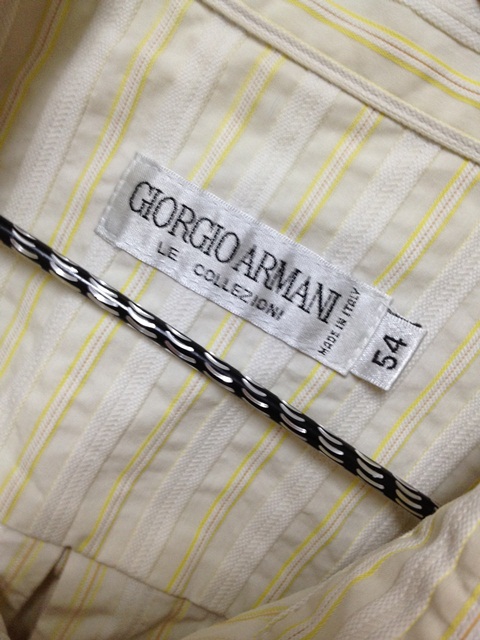 GIORGIO ARMANI
LE COLLEZIONI
MADE IN ITALY
54